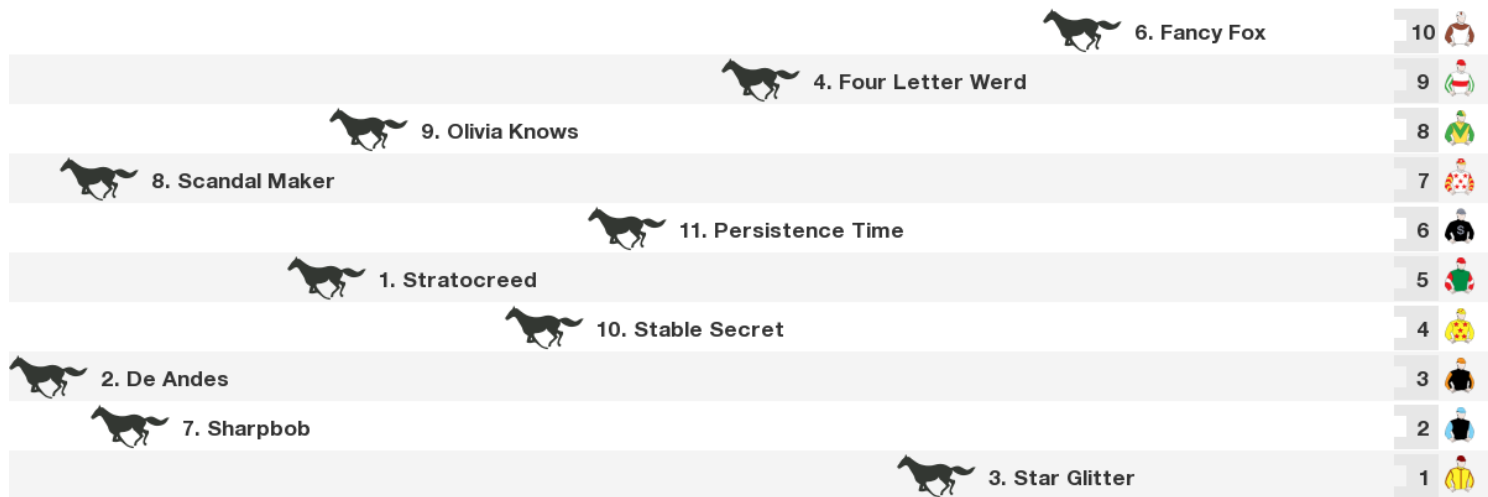 6. Fancy Fox 10
4. Four Letter Werd 9
9. Olivia Knows 8
8. Scandal Maker 7
11. Persistence Time 6
S
1. Stratocreed 5
10. Stable Secret 4
2. De Andes 3
7. Sharpbob 2
3. Star Glitter 1